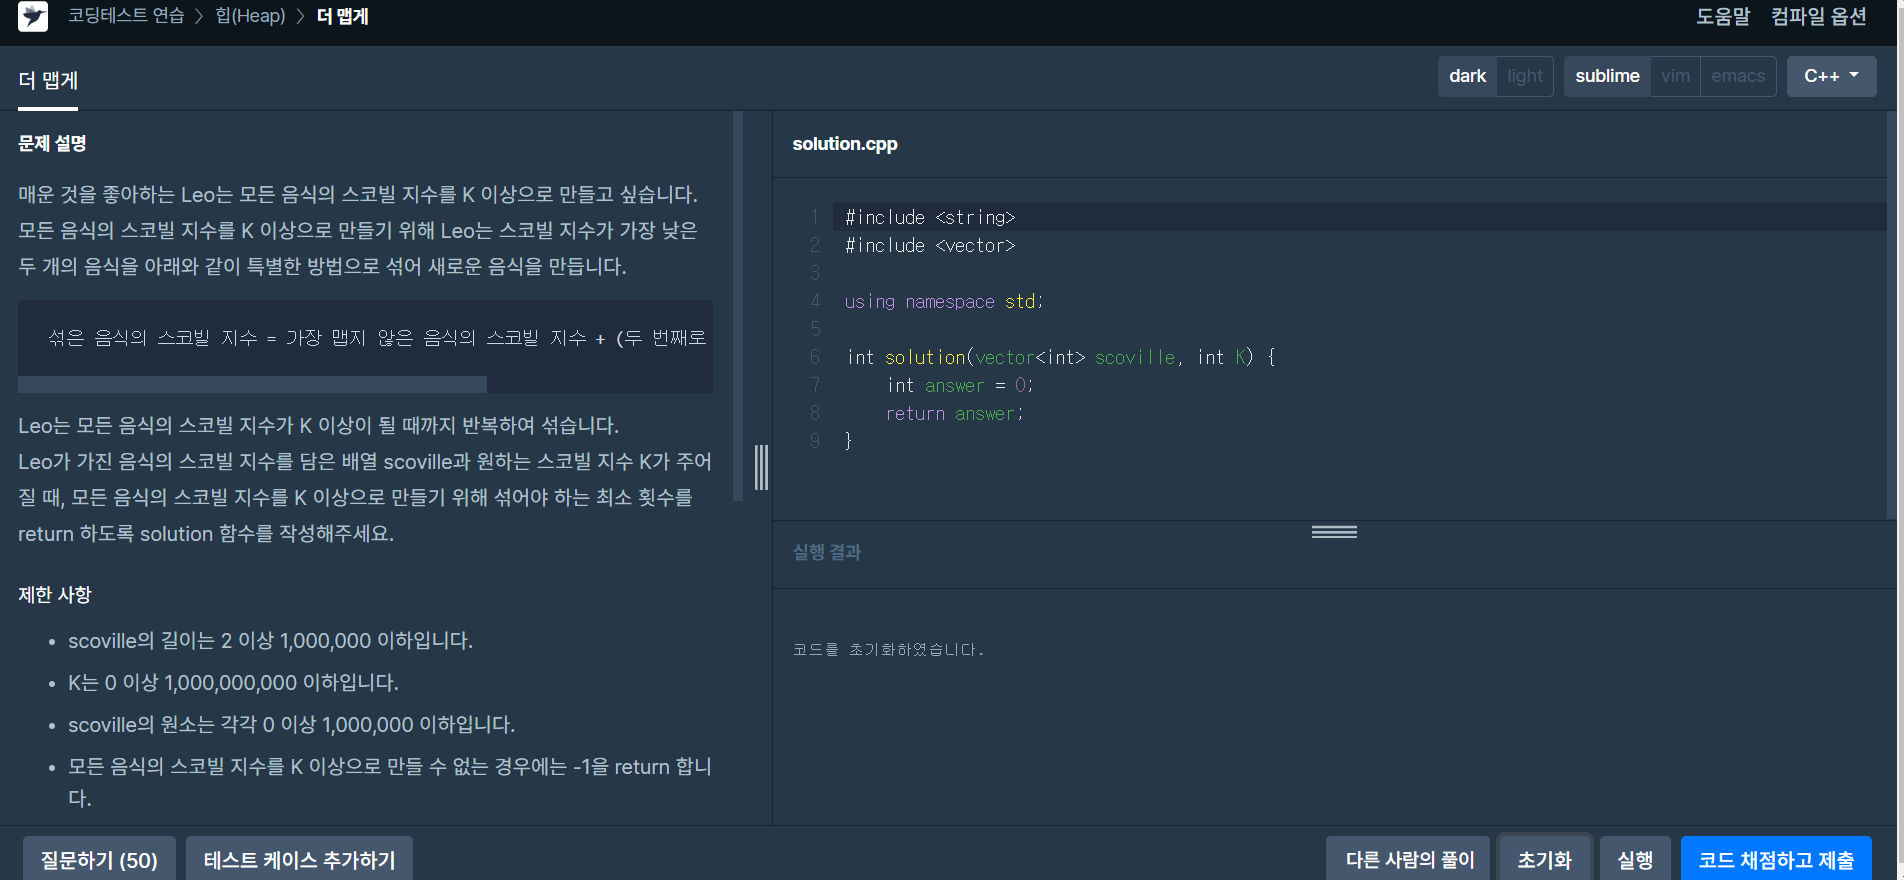 코딩테스트 연습 > 힙(Heap) > 더 맵게
도움말 컴파일 옵션
더 맵게
dark light sublime vim emacs C++
문제 설명
매운 것을 좋아하는 Leo는 모든 음식의 스코빌 지수를 K 이상으로 만들고 싶습니다.
모든 음식의 스코빌 지수를 K 이상으로 만들기 위해 Leo는 스코빌 지수가 가장 낮은
두 개의 음식을 아래와 같이 특별한 방법으로 섞어 새로운 음식을 만듭니다.
섞은 음식의 스코빌 지수 = 가장 맵지 않은 음식의 스코빌 지수 + (두 번째로
Leo는 모든 음식의 스코빌 지수가 K 이상이 될 때까지 반복하여 섞습니다.
Leo가 가진 음식의 스코빌 지수를 담은 배열 scoville과 원하는 스코빌 지수 K가 주어
질 때, 모든 음식의 스코빌 지수를 K 이상으로 만들기 위해 섞어야 하는 최소 횟수를
return 하도록 solution 함수를 작성해주세요.
제한 사항
• scoville의 길이는 2 이상 1,000,000 이하입니다.
• K는 0 이상 1,000,000,000 이하입니다.
• scoville의 원소는 각각 0 이상 1,000,000 이하입니다.
• 모든 음식의 스코빌 지수를 K 이상으로 만들 수 없는 경우에는 -1을 return 합니
다.
solution.cpp
1 #include <string>
2 #include <vector>
3
4 using namespace std;
5
6 int solution(vector<int> scoville, int K) {
7     int answer = 0;
8     return answer;
9 }
실행 결과
코드를 초기화하였습니다.
질문하기 (50) 테스트 케이스 추가하기
다른 사람의 풀이 초기화 실행 코드 채점하고 제출